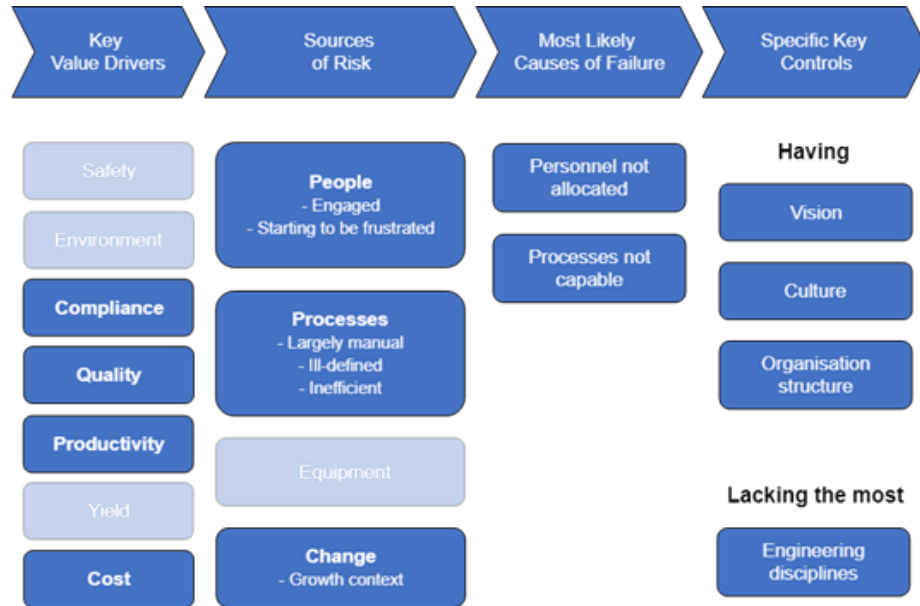 Key
Value Drivers
Sources
of Risk
Most Likely
Causes of Failure
Specific Key
Controls
Safety
Environment
Compliance
Quality
Productivity
Yield
Cost
People
- Engaged
- Starting to be frustrated
Processes
- Largely manual
- Ill-defined
- Inefficient
Equipment
Change
- Growth context
Personnel not
allocated
Processes not
capable
Having
Vision
Culture
Organisation
structure
Lacking the most
Engineering
disciplines